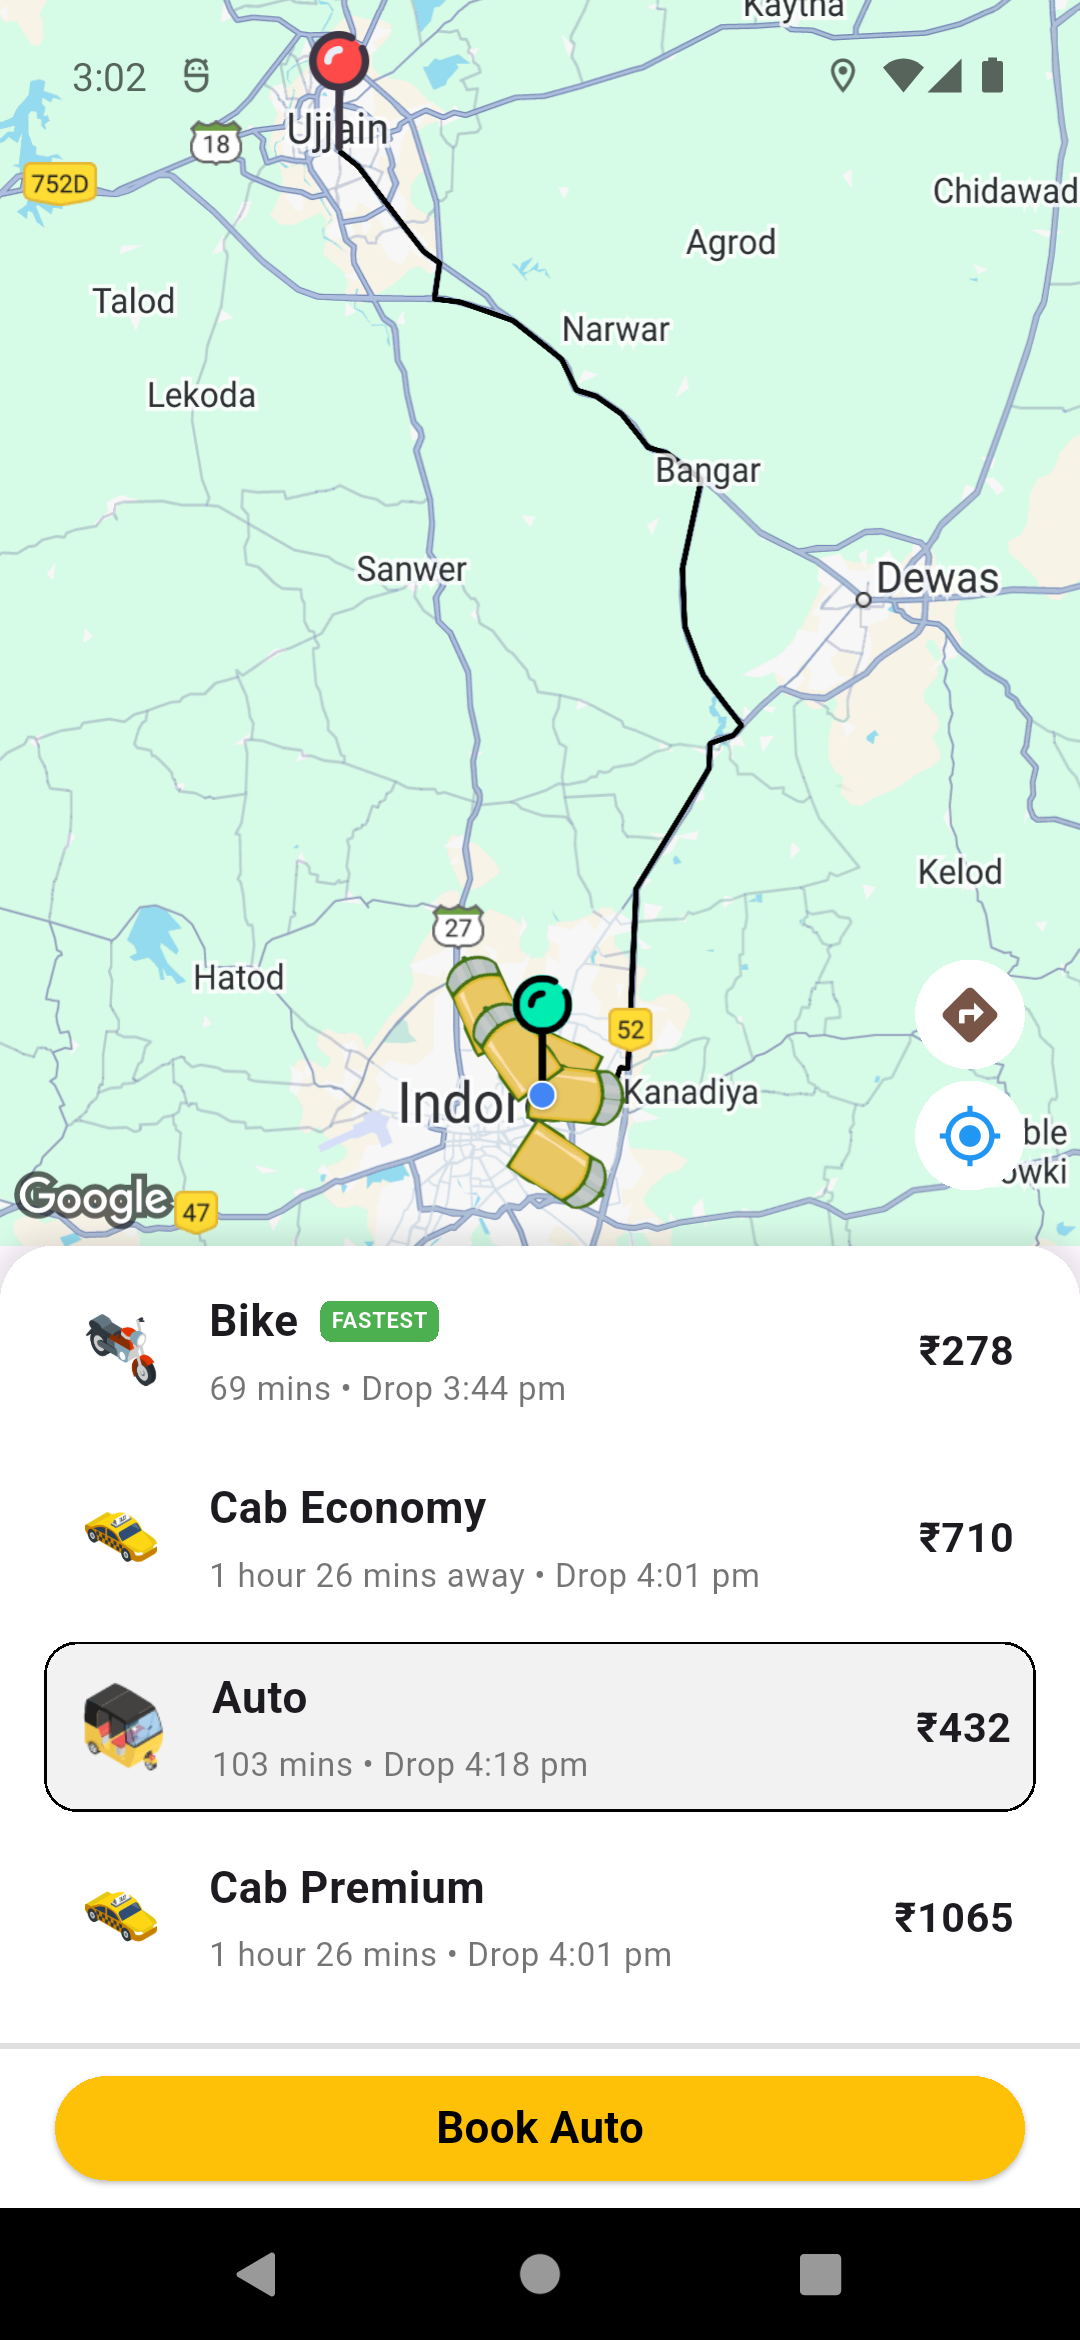 Kaytha
3:02
Ujjain
18
752D
Chidawad
Agrod
Talod
Narwar
Lekoda
Bangar
Sanwer
Dewas
Kelod
27
Hatod
52
Indor
Kanadiya
ble
owki
Google
47
Bike FASTEST
₹278
69 mins • Drop 3:44 pm
Cab Economy
₹710
1 hour 26 mins away • Drop 4:01 pm
Auto
₹432
103 mins • Drop 4:18 pm
Cab Premium
₹1065
1 hour 26 mins • Drop 4:01 pm
Book Auto